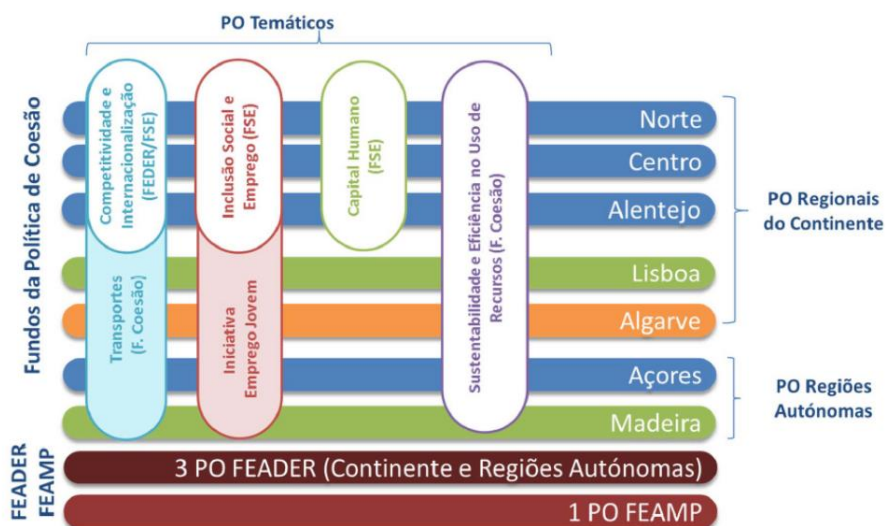 PO Temáticos
Fundos da Política de Coesão
Competitividade e
Internacionalização
(FEDER/FSE)
Transportes
(F. Coesão)
Inclusão Social e
Emprego (FSE)
Iniciativa
Emprego Jovem
Capital Humano
(FSE)
Sustentabilidade e Eficiência no Uso de
Recursos (F. Coesão)
Norte
Centro
Alentejo
Lisboa
Algarve
Açores
Madeira
PO Regionais
do Continente
PO Regiões
Autónomas
FEADER
FEAMP
3 PO FEADER (Continente e Regiões Autónomas)
1 PO FEAMP